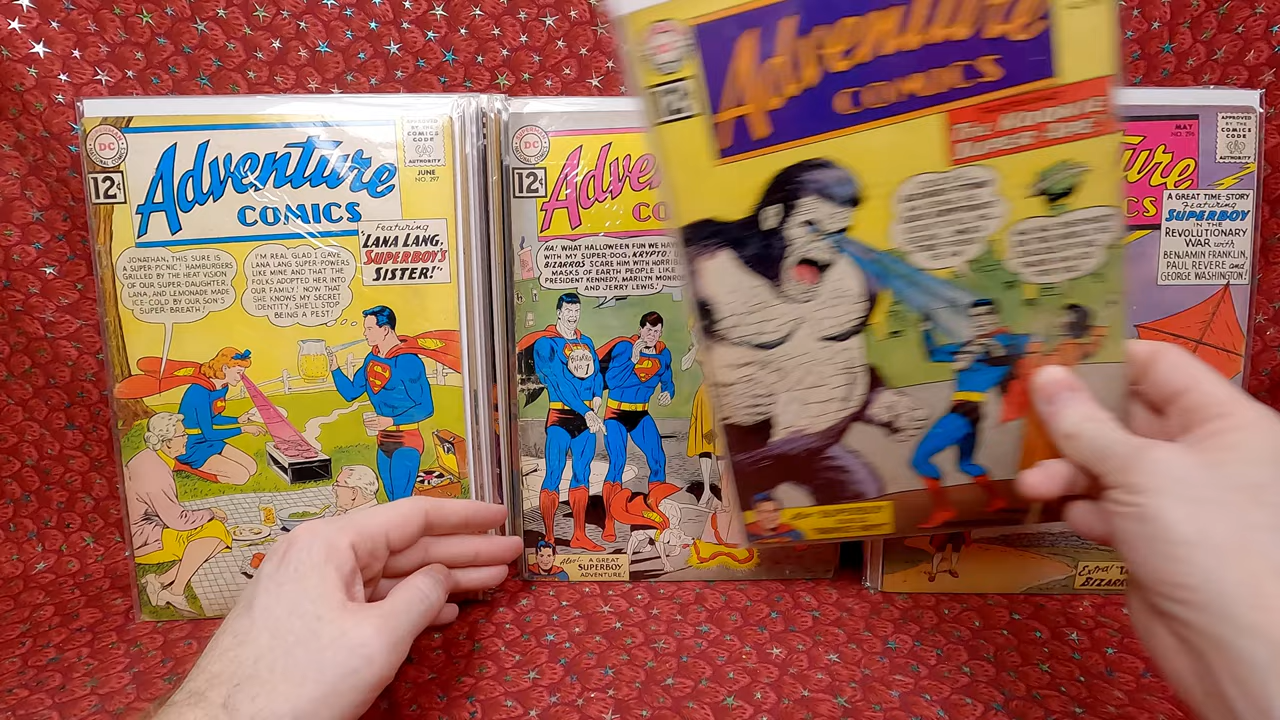 SUPERMAN
DC
NATIONAL COMICS
12¢
Adventure
COMICS
APPROVED
BY THE
COMICS
CODE
AUTHORITY
JUNE
NO. 297
Featuring
"LANA LANG,
SUPERBOY'S
SISTER!"
JONATHAN, THIS SURE IS
A SUPER-PICNIC! HAMBURGERS
GRILLED BY THE HEAT VISION
OF OUR SUPER-DAUGHTER,
LANA, AND LEMONADE MADE
ICE-COLD BY OUR SON'S
SUPER-BREATH!
I'M REAL GLAD I GAVE
LANA LANG SUPER-POWERS
LIKE MINE AND THAT THE
FOLKS ADOPTED HER INTO
OUR FAMILY! NOW THAT
SHE KNOWS MY SECRET
IDENTITY, SHE'LL STOP
BEING A PEST!
DC
12¢
Adve
CO
HA! WHAT HALLOWEEN FUN WE HAVE
WITH MY SUPER-DOG, KRYPTO!
BIZARROS SCARE HIM WITH HORRIBL
MASKS OF EARTH PEOPLE LIKE
PRESIDENT KENNEDY, MARILYN MONROE
AND JERRY LEWIS!
BIZARRO
NO. 1
Also- A GREAT
SUPERBOY
ADVENTURE!
12¢
Adventure
COMICS
ture
CS
MAY
NO. 296
APPROVED
BY THE
COMICS
CODE
AUTHORITY
A GREAT TIME-STORY
Featuring
SUPERBOY
IN THE
REVOLUTIONARY
WAR with
BENJAMIN FRANKLIN,
PAUL REVERE and
GEORGE WASHINGTON!
Extra!
BIZAR